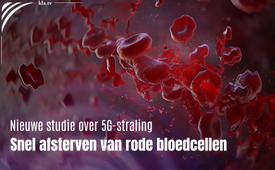 kla.tv
Nieuwe studie over 5G-straling
Snel afsterven van rode bloedcellen